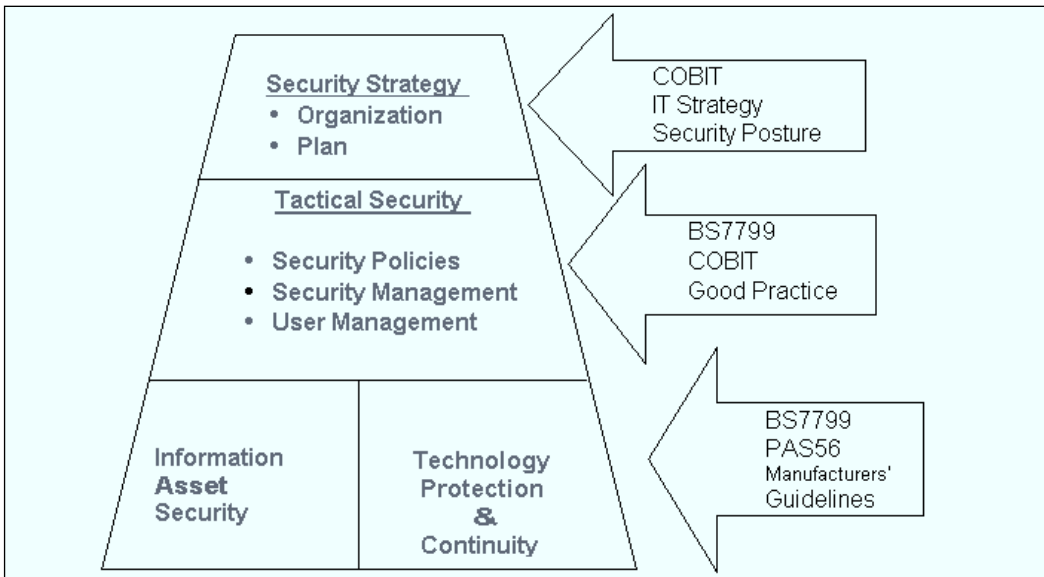 Security Strategy
• Organization
• Plan
COBIT
IT Strategy
Security Posture
Tactical Security
• Security Policies
• Security Management
• User Management
BS7799
COBIT
Good Practice
Information
Asset
Security
Technology
Protection
&
Continuity
BS7799
PAS56
Manufacturers'
Guidelines